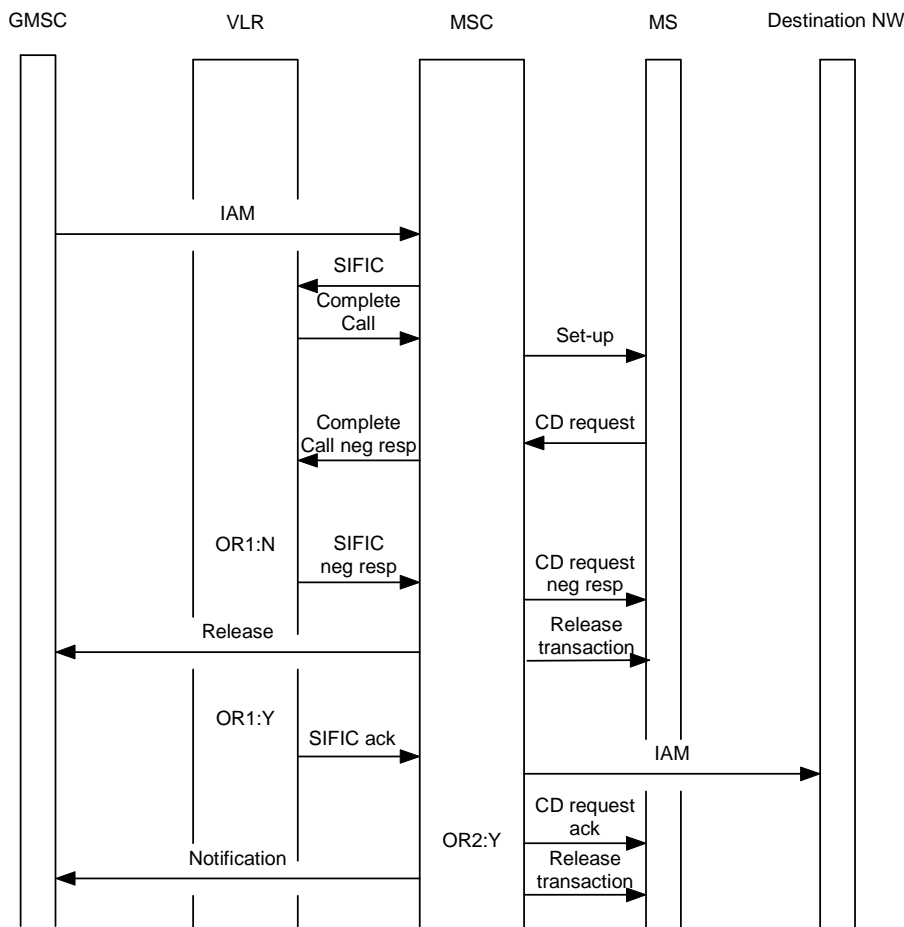 GMSC
VLR
MSC
MS
Destination NW
IAM
SIFIC
Complete
Call
Set-up
Complete
Call neg resp
CD request
OR1:N
SIFIC
neg resp
CD request
neg resp
Release
Release
transaction
OR1:Y
SIFIC ack
IAM
CD request
ack
OR2:Y
Notification
Release
transaction